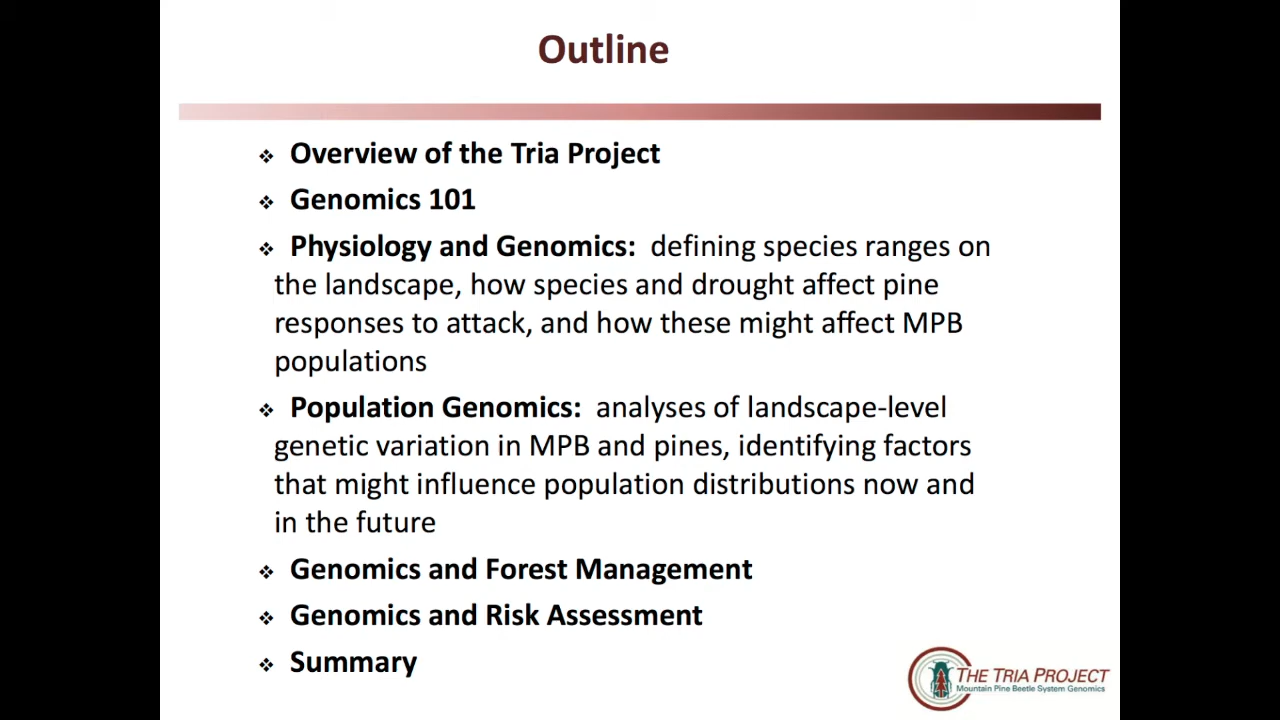 Outline
❖ Overview of the Tria Project
❖ Genomics 101
❖ Physiology and Genomics: defining species ranges on
the landscape, how species and drought affect pine
responses to attack, and how these might affect MPB
populations
❖ Population Genomics: analyses of landscape-level
genetic variation in MPB and pines, identifying factors
that might influence population distributions now and
in the future
❖ Genomics and Forest Management
❖ Genomics and Risk Assessment
❖ Summary
THE TRIA PROJECT
Mountain Pine Beetle System Genomics